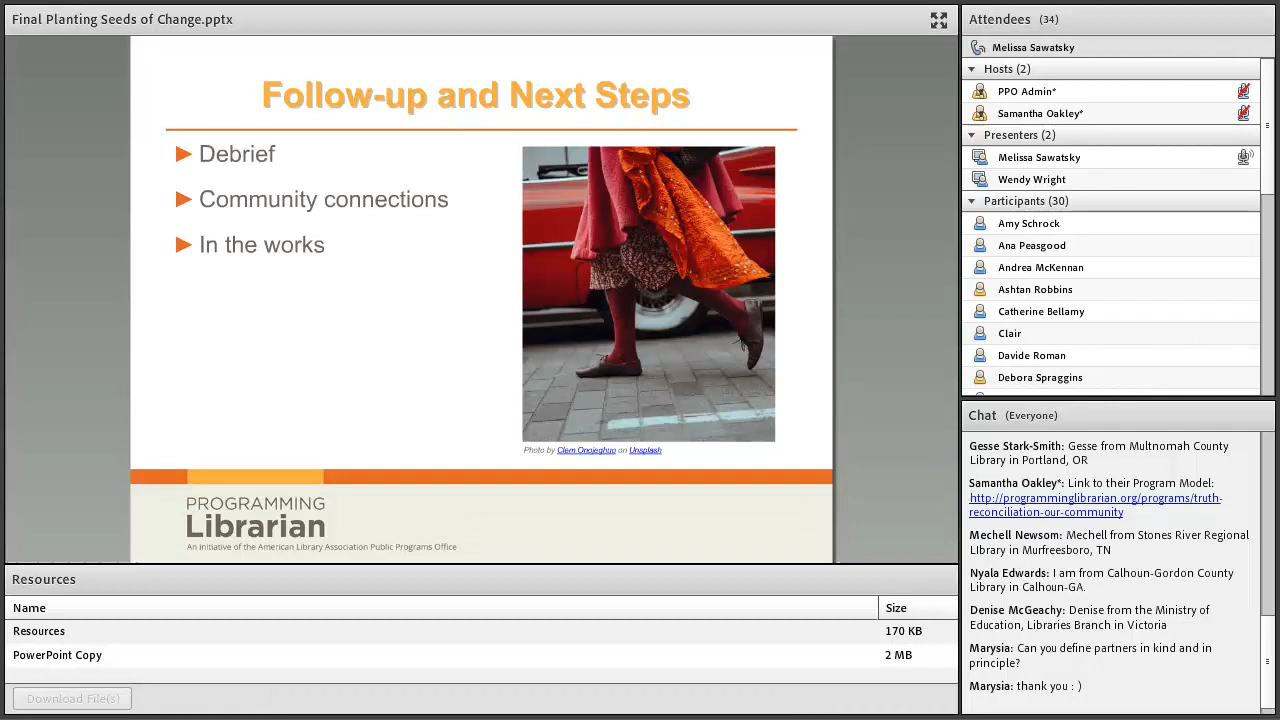 Final Planting Seeds of Change.pptx
Follow-up and Next Steps
Debrief
Community connections
In the works
Photo by Clem Onojeghuo on Unsplash
PROGRAMMING
Librarian
An initiative of the American Library Association Public Programs Office
Resources
Name Size
Resources 170 KB
PowerPoint Copy 2 MB
Download File(s)
Attendees (34)
Melissa Sawatsky
Hosts (2)
PPO Admin*
Samantha Oakley*
Presenters (2)
Melissa Sawatsky
Wendy Wright
Participants (30)
Amy Schrock
Ana Peasgood
Andrea McKennan
Ashtan Robbins
Catherine Bellamy
Clair
Davide Roman
Debora Spraggins
Chat (Everyone)
Gesse Stark-Smith: Gesse from Multnomah County
Library in Portland, OR
Samantha Oakley*: Link to their Program Model:
http://programminglibrarian.org/programs/truth-
reconciliation-our-community
Mechell Newsom: Mechell from Stones River Regional
LIbrary in Murfreesboro, TN
Nyala Edwards: I am from Calhoun-Gordon County
Library in Calhoun-GA.
Denise McGeachy: Denise from the Ministry of
Education, Libraries Branch in Victoria
Marysia: Can you define partners in kind and in
principle?
Marysia: thank you : )